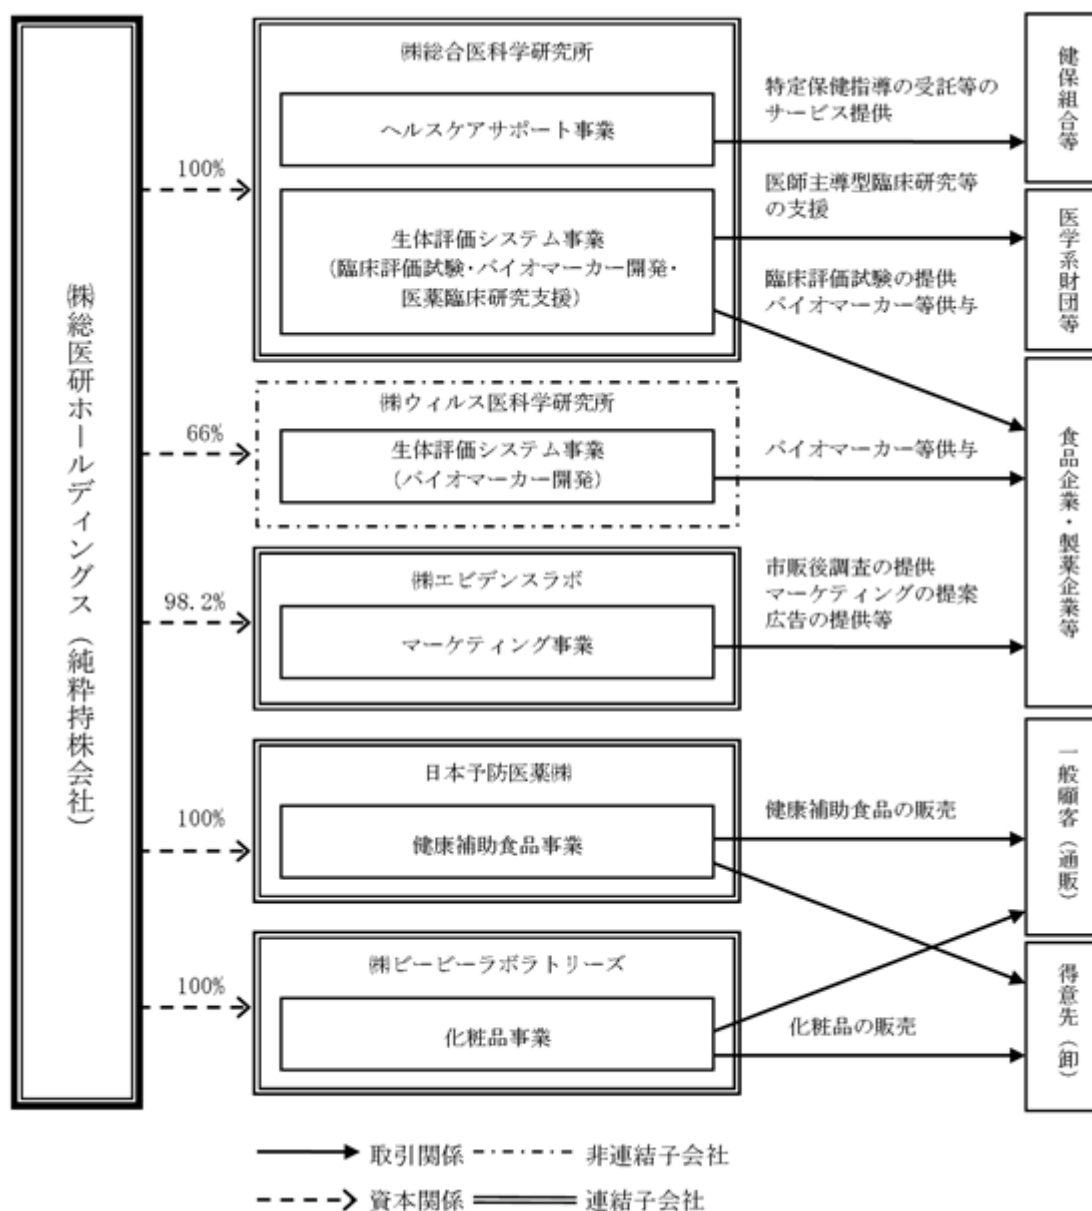 ㈱総医研ホールディングス（純粋持株会社）
100%
㈱総合医科学研究所
ヘルスケアサポート事業
生体評価システム事業
（臨床評価試験・バイオマーカー開発・
医薬臨床研究支援）
特定保健指導の受託等の
サービス提供
医師主導型臨床研究等
の支援
臨床評価試験の提供
バイオマーカー等供与
健保組合等
医学系財団等
66%
㈱ウィルス医科学研究所
生体評価システム事業
（バイオマーカー開発）
バイオマーカー等供与
食品企業・製薬企業等
98.2%
㈱エビデンスラボ
マーケティング事業
市販後調査の提供
マーケティングの提案
広告の提供等
100%
日本予防医薬㈱
健康補助食品事業
健康補助食品の販売
一般顧客（通販）
100%
㈱ビービーラボラトリーズ
化粧品事業
化粧品の販売
得意先（卸）
取引関係
非連結子会社
資本関係
連結子会社